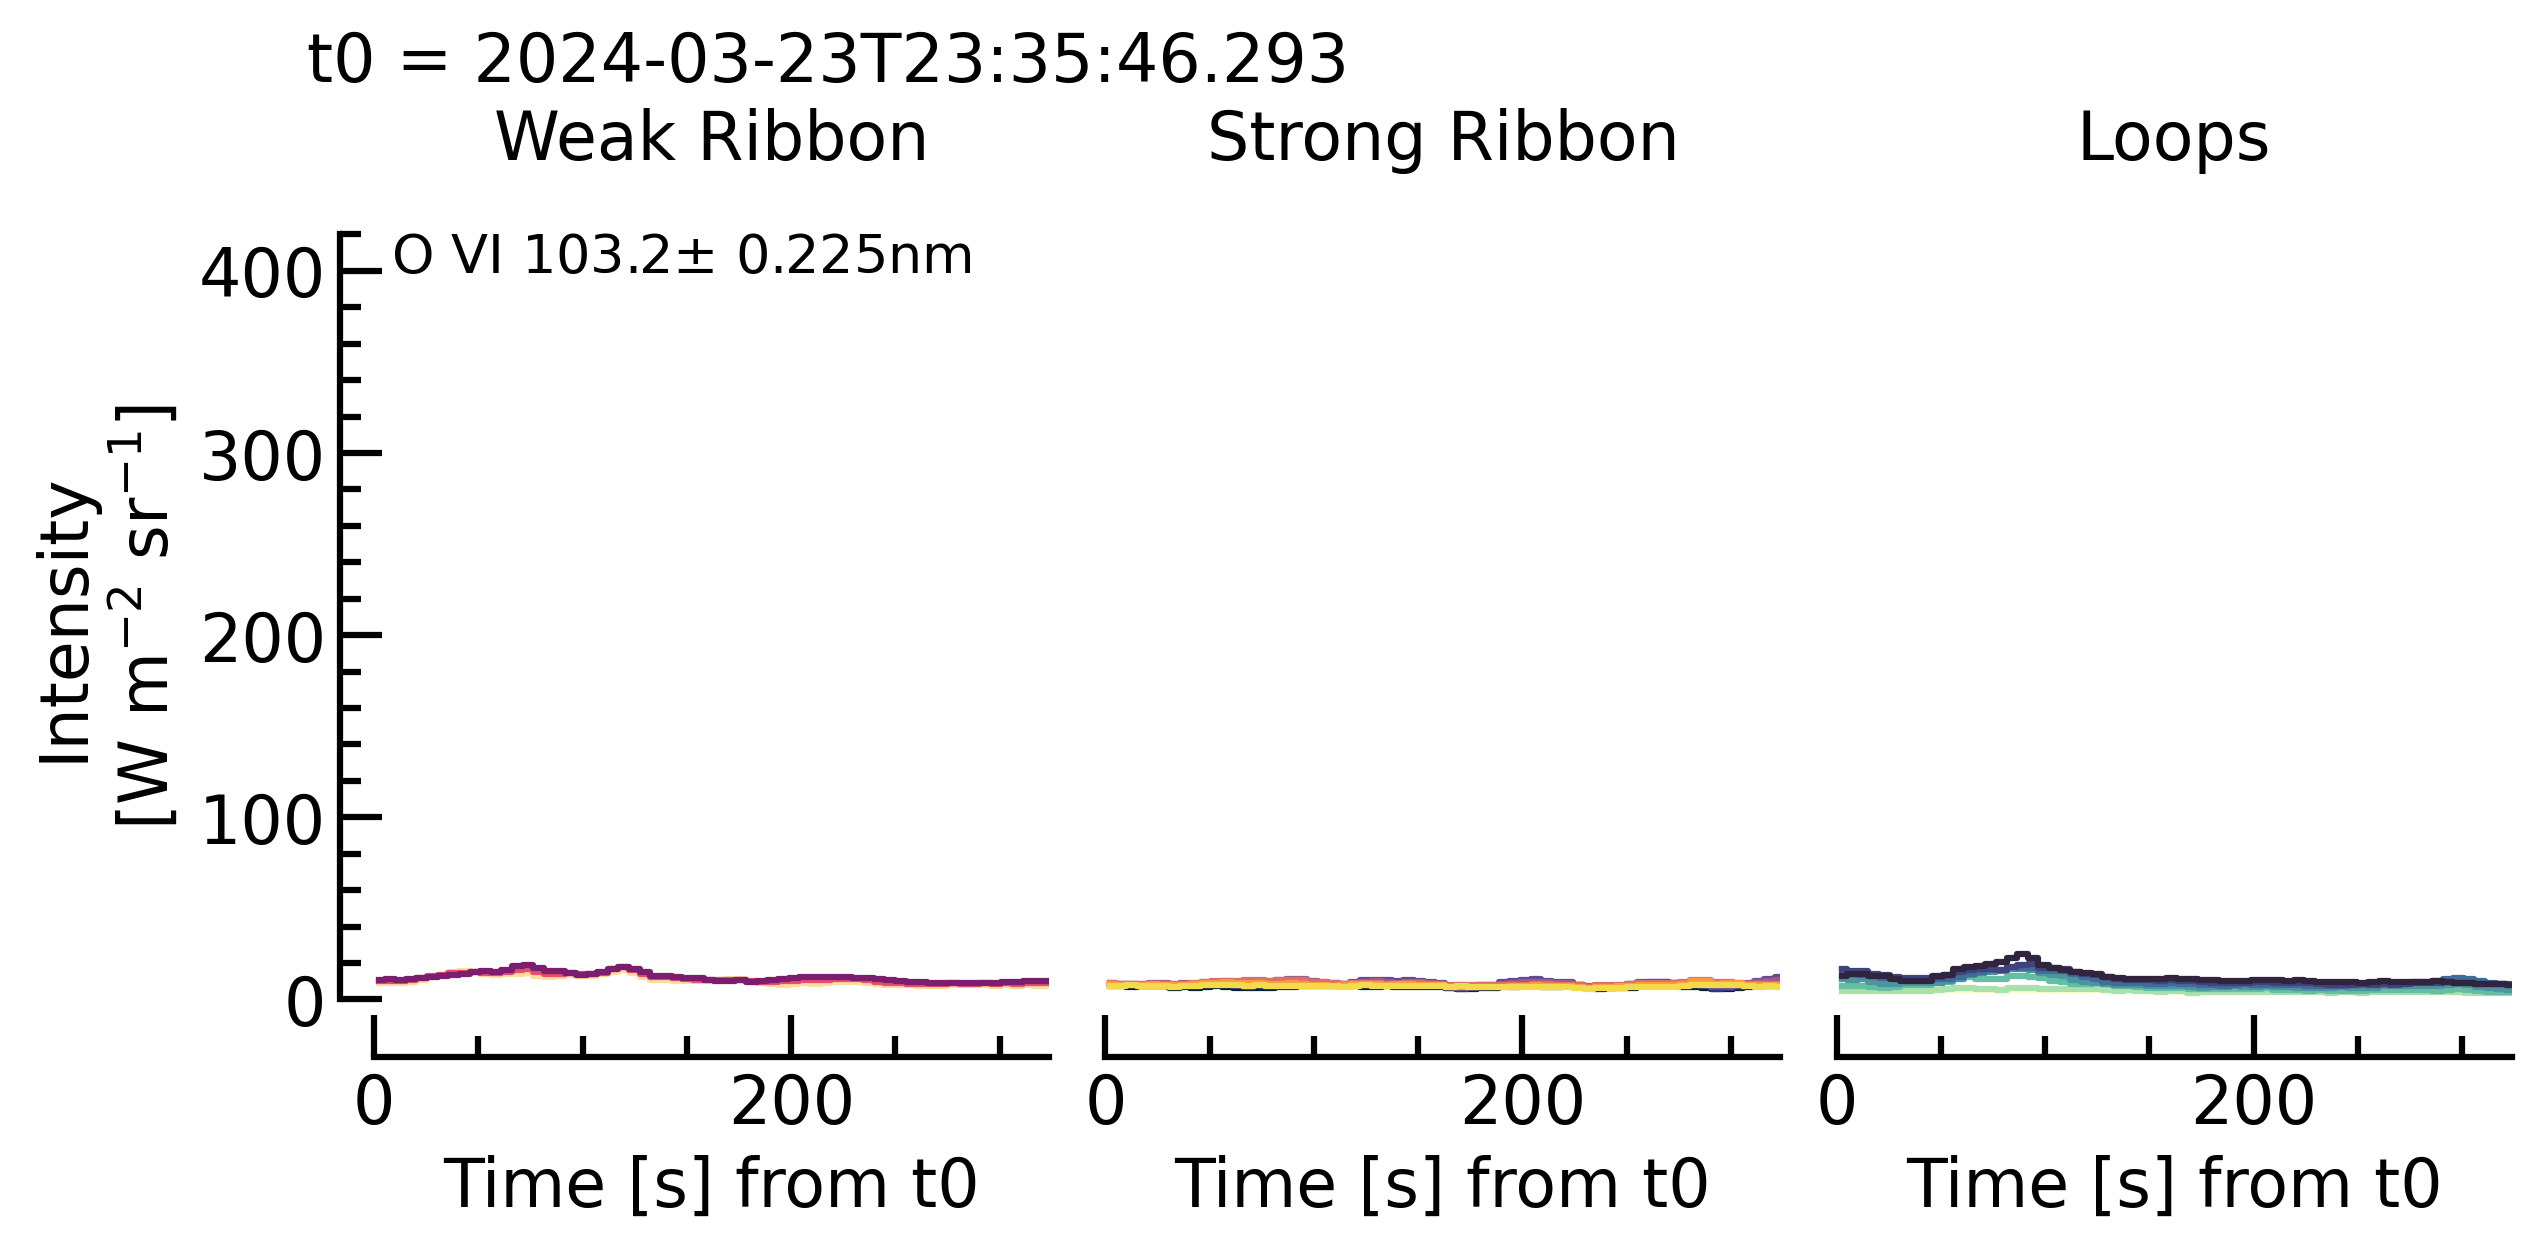 t0 = 2024-03-23T23:35:46.293
Weak Ribbon
Strong Ribbon
Loops
O VI 103.2± 0.225nm
Intensity
[W m⁻² sr⁻¹]
400
300
200
100
0
0 200
0 200
0 200
Time [s] from t0
Time [s] from t0
Time [s] from t0